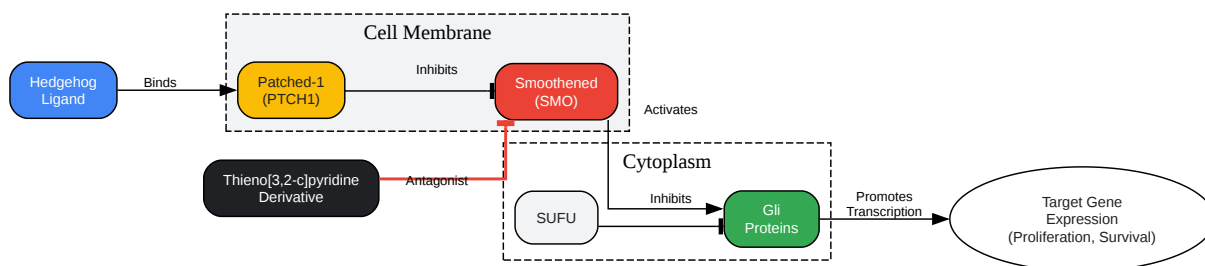 Cell Membrane
Hedgehog
Ligand
Binds
Patched-1
(PTCH1)
Inhibits
Smoothened
(SMO)
Activates
Thieno[3,2-c]pyridine
Derivative
Antagonist
Cytoplasm
SUFU
Inhibits
Gli
Proteins
Promotes
Transcription
Target Gene
Expression
(Proliferation, Survival)